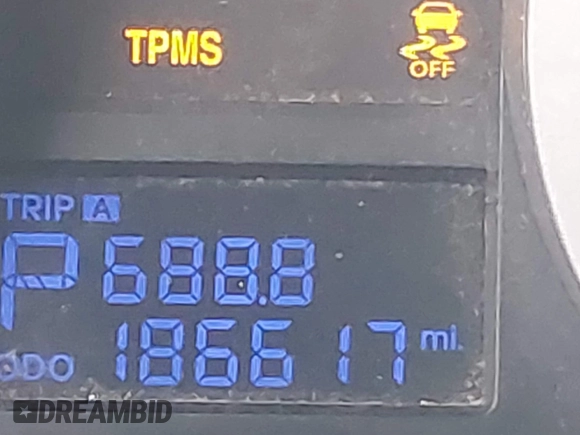 TPMS
OFF
TRIP A
P 688.8
ODO 186617 mi.
DREAMBID